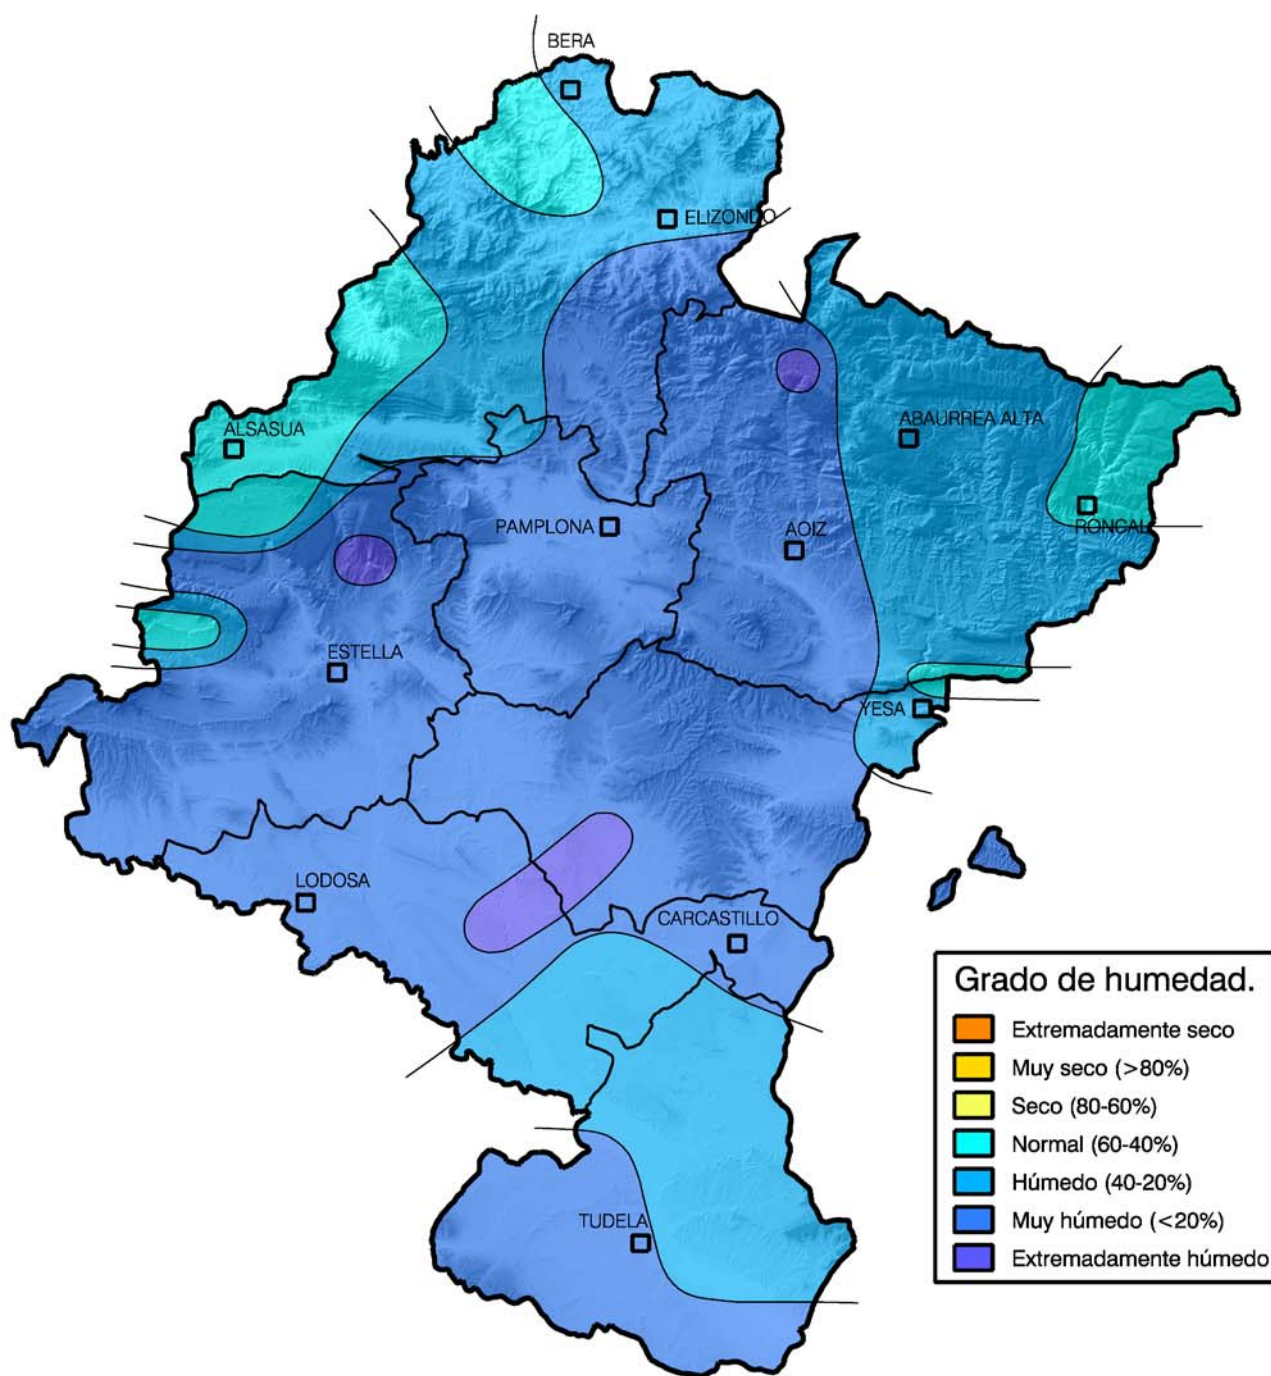 BERA
ELIZONDO
ALSASUA
ABAURREA ALTA
PAMPLONA
AOIZ
RONCAL
ESTELLA
YESA
LODOSA
CARCASTILLO
TUDELA
Grado de humedad.
Extremadamente seco
Muy seco (>80%)
Seco (80-60%)
Normal (60-40%)
Húmedo (40-20%)
Muy húmedo (<20%)
Extremadamente húmedo